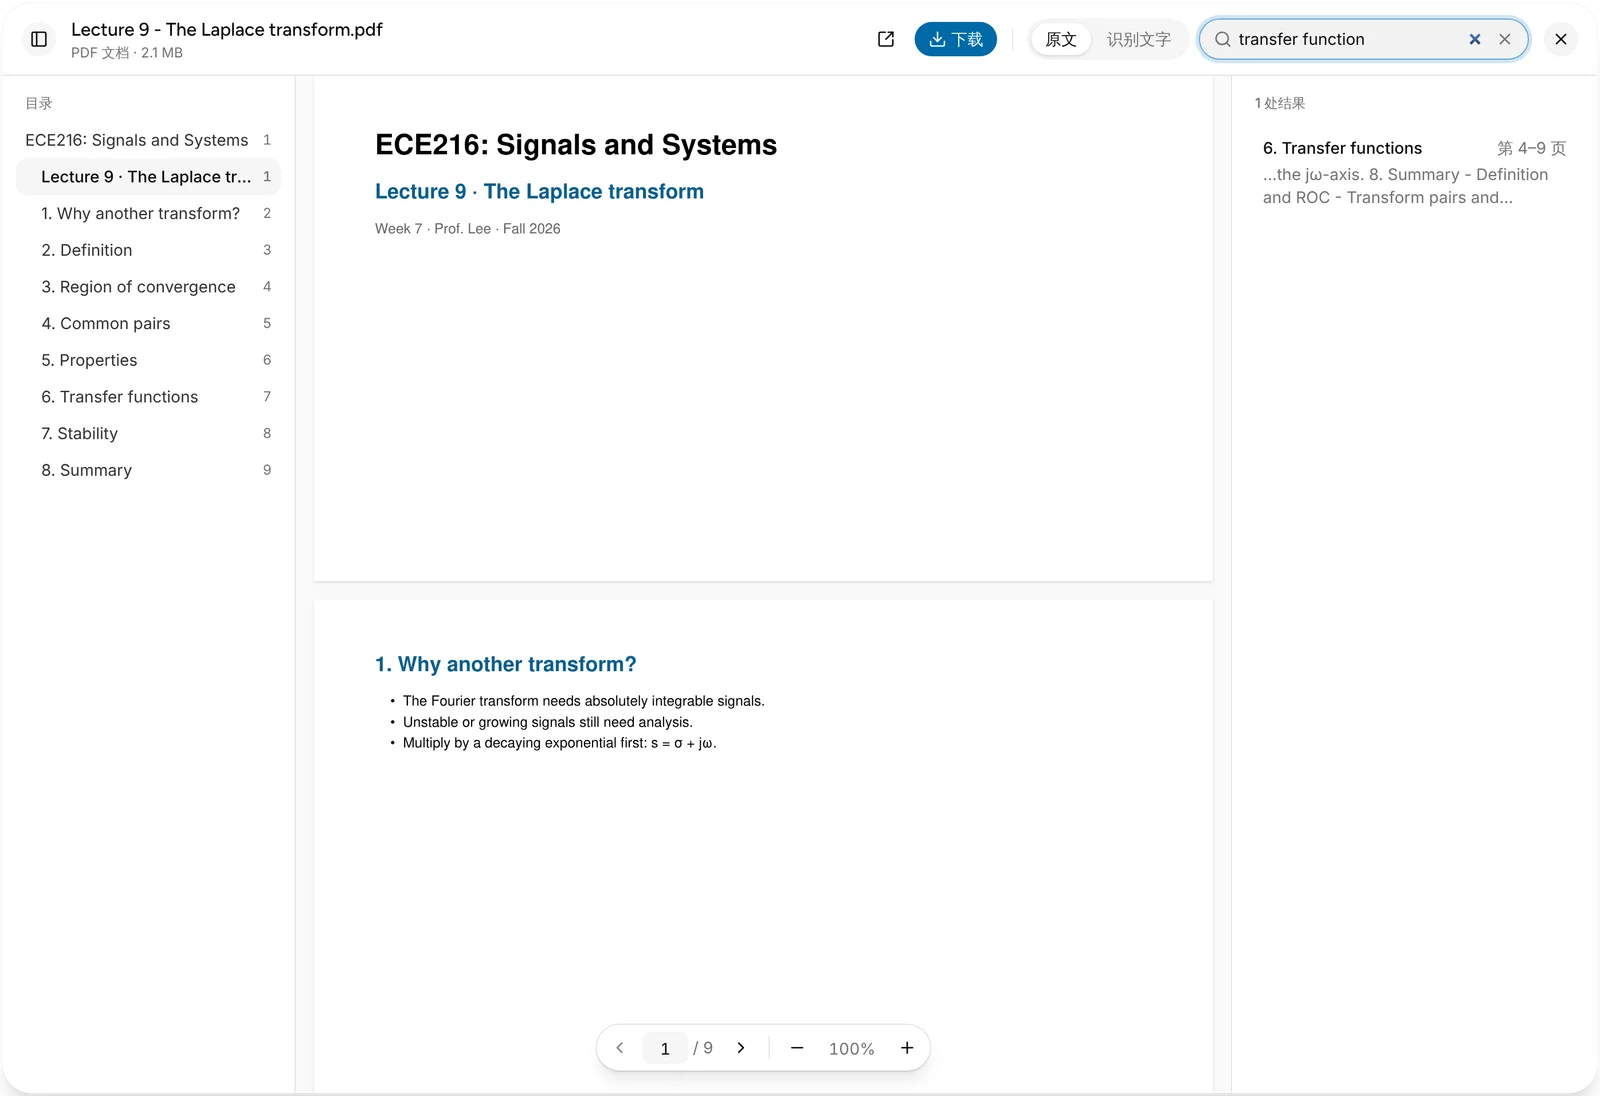 Lecture 9 - The Laplace transform.pdf
PDF 文档 · 2.1 MB
下载
原文
识别文字
transfer function
目录
ECE216: Signals and Systems 1
Lecture 9 · The Laplace tr... 1
1. Why another transform? 2
2. Definition 3
3. Region of convergence 4
4. Common pairs 5
5. Properties 6
6. Transfer functions 7
7. Stability 8
8. Summary 9
ECE216: Signals and Systems
Lecture 9 · The Laplace transform
Week 7 · Prof. Lee · Fall 2026
1. Why another transform?
• The Fourier transform needs absolutely integrable signals.
• Unstable or growing signals still need analysis.
• Multiply by a decaying exponential first: s = σ + jω.
1 / 9
100%
1 处结果
6. Transfer functions 第 4–9 页
...the jω-axis. 8. Summary - Definition
and ROC - Transform pairs and...